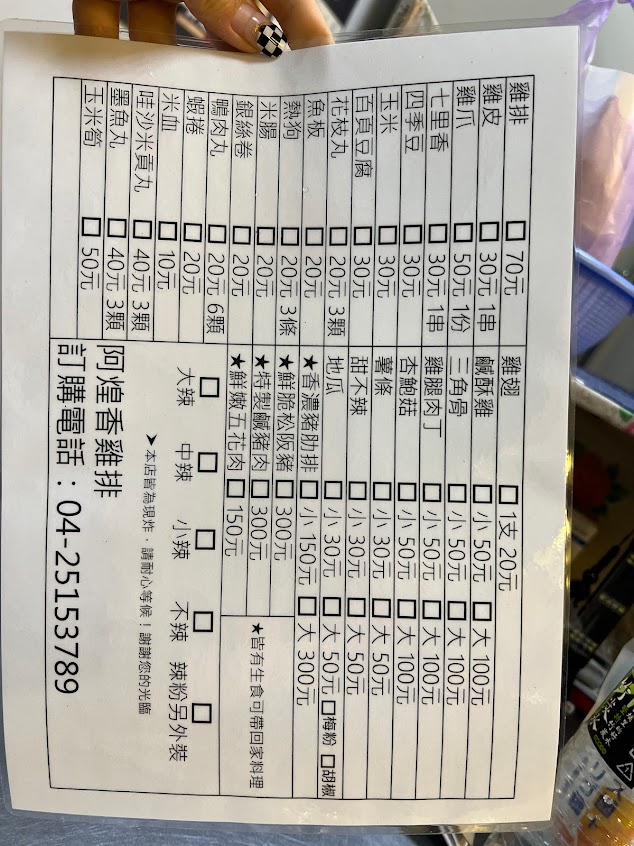 雞排 □ 70元 雞翅 □ 1支 20元
雞皮 □ 30元 1串 鹹酥雞 □ 小 50元 □ 大 100元
雞爪 □ 50元 1份 三角骨 □ 小 50元 □ 大 100元
七里香 □ 30元 1串 雞腿肉丁 □ 小 50元 □ 大 100元
四季豆 □ 30元 杏鮑菇 □ 小 50元 □ 大 100元
玉米 □ 30元 薯條 □ 小 30元 □ 大 50元
百頁豆腐 □ 30元 甜不辣 □ 小 30元 □ 大 50元
花枝丸 □ 20元 3顆 地瓜 □ 小 30元 □ 大 50元 □梅粉 □胡椒
魚板 □ 20元 ★香濃豬肋排 □ 小 150元 □ 大 300元
熱狗 □ 20元 3條 ★鮮脆松阪豬 □ 300元
米腸 □ 20元 ★特製鹹豬肉 □ 300元 ★皆有生食可帶回家料理
銀絲卷 □ 20元 ★鮮嫩五花肉 □ 150元
鴨肉丸 □ 20元 6顆
蝦捲 □ 20元
米血 □ 10元
哇沙米貢丸 □ 40元 3顆
墨魚丸 □ 40元 3顆
玉米筍 □ 50元
□ □ □ □ □
大辣 中辣 小辣 不辣 辣粉另外裝
➤本店皆為現炸，請耐心等候！謝謝您的光臨
阿煌香雞排
訂購電話：04-25153789